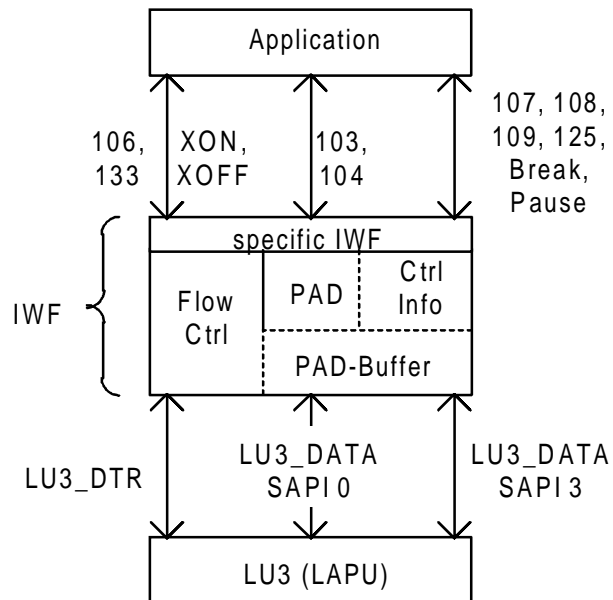 Application
106,
133
XON,
XOFF
103,
104
107, 108,
109, 125,
Break,
Pause
IWF
specific IWF
Flow
Ctrl
PAD
Ctrl
Info
PAD-Buffer
LU3_DTR
LU3_DATA
SAPI 0
LU3_DATA
SAPI 3
LU3 (LAPU)